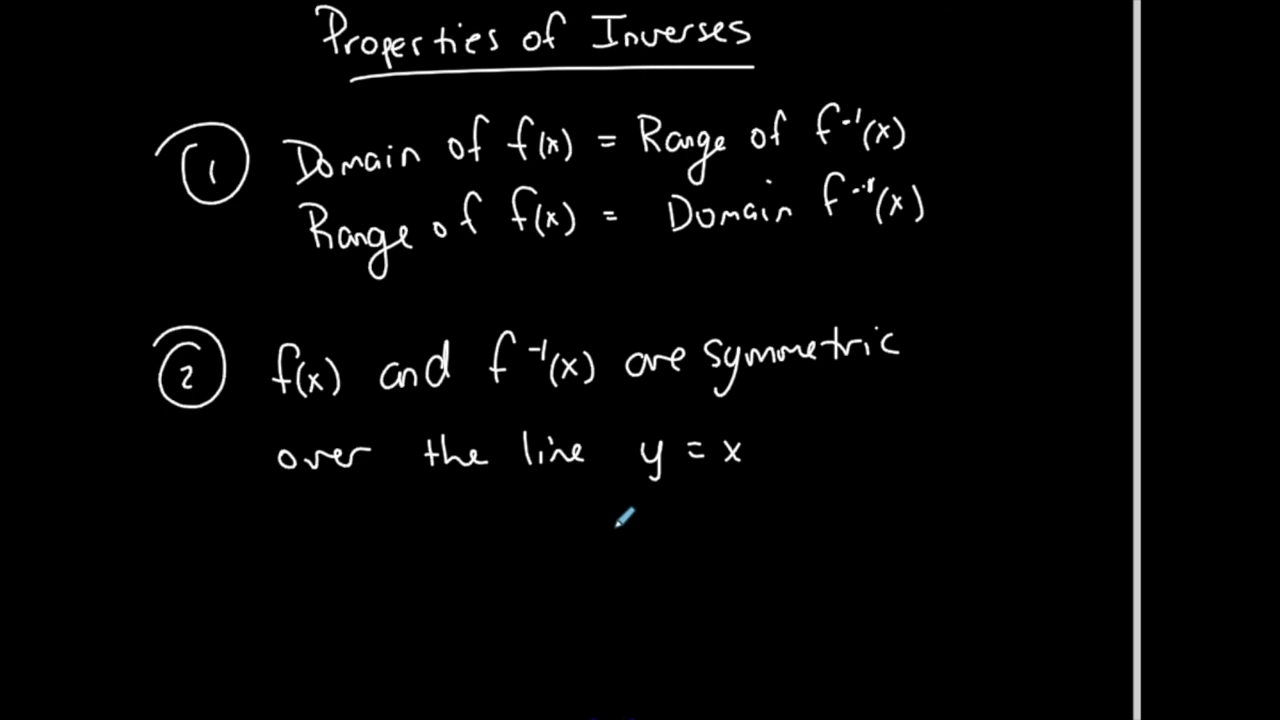 Properties of Inverses
① Domain of f(x) = Range of f⁻¹(x)
Range of f(x) = Domain f⁻¹(x)
② f(x) and f⁻¹(x) are symmetric
over the line y = x